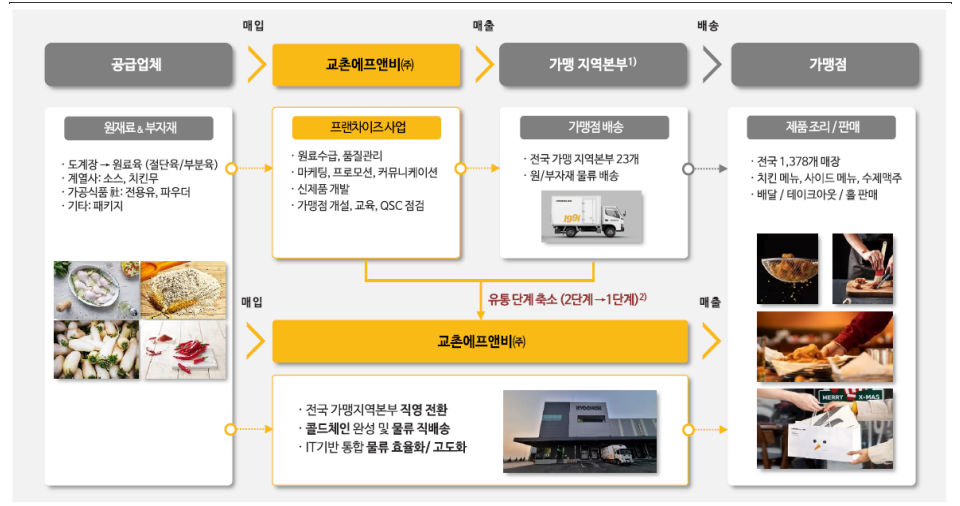 매입
매출
배송
공급업체
교촌에프앤비㈜
가맹 지역본부1)
가맹점
원재료 & 부자재
· 도계장 → 원료육 (절단육/부분육)
· 계열사: 소스, 치킨무
· 가공식품 社: 전용유, 파우더
· 기타: 패키지
프랜차이즈 사업
· 원료수급, 품질관리
· 마케팅, 프로모션, 커뮤니케이션
· 신제품 개발
· 가맹점 개설, 교육, QSC 점검
가맹점 배송
· 전국 가맹 지역본부 23개
· 원/부자재 물류 배송
1991
제품 조리 / 판매
· 전국 1,378개 매장
· 치킨 메뉴, 사이드 메뉴, 수제맥주
· 배달 / 테이크아웃 / 홀 판매
유통 단계 축소 (2단계→1단계)2)
매입
교촌에프앤비㈜
매출
· 전국 가맹지역본부 직영 전환
· 콜드체인 완성 및 물류 직배송
· IT기반 통합 물류 효율화/ 고도화
KYOCHON
MERRY X-MAS